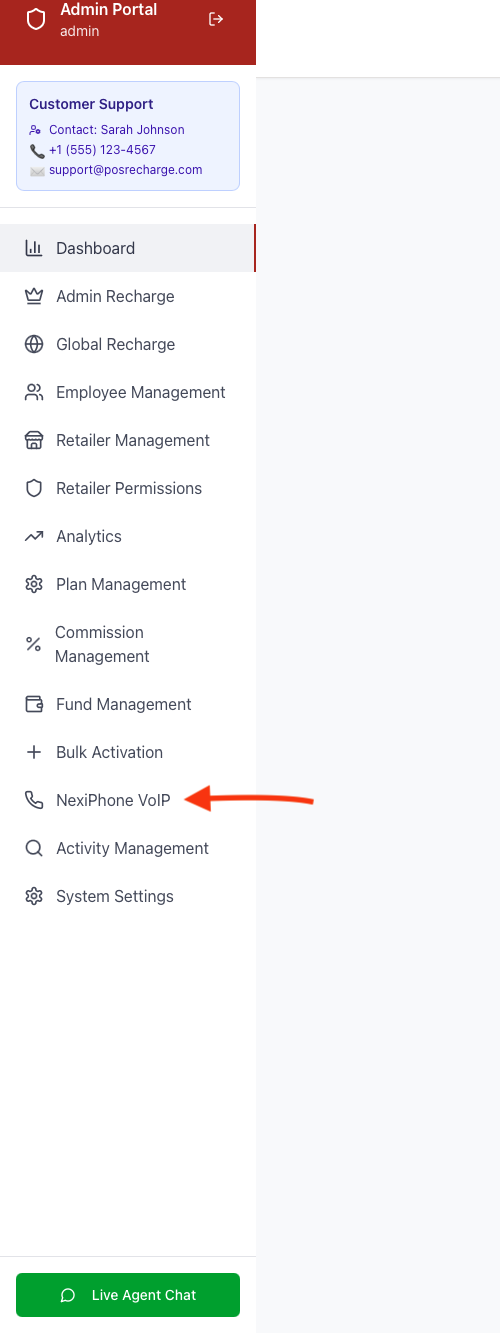 Admin Portal
admin
Customer Support
Contact: Sarah Johnson
+1 (555) 123-4567
support@posrecharge.com
Dashboard
Admin Recharge
Global Recharge
Employee Management
Retailer Management
Retailer Permissions
Analytics
Plan Management
Commission
Management
Fund Management
Bulk Activation
NexiPhone VoIP
Activity Management
System Settings
Live Agent Chat